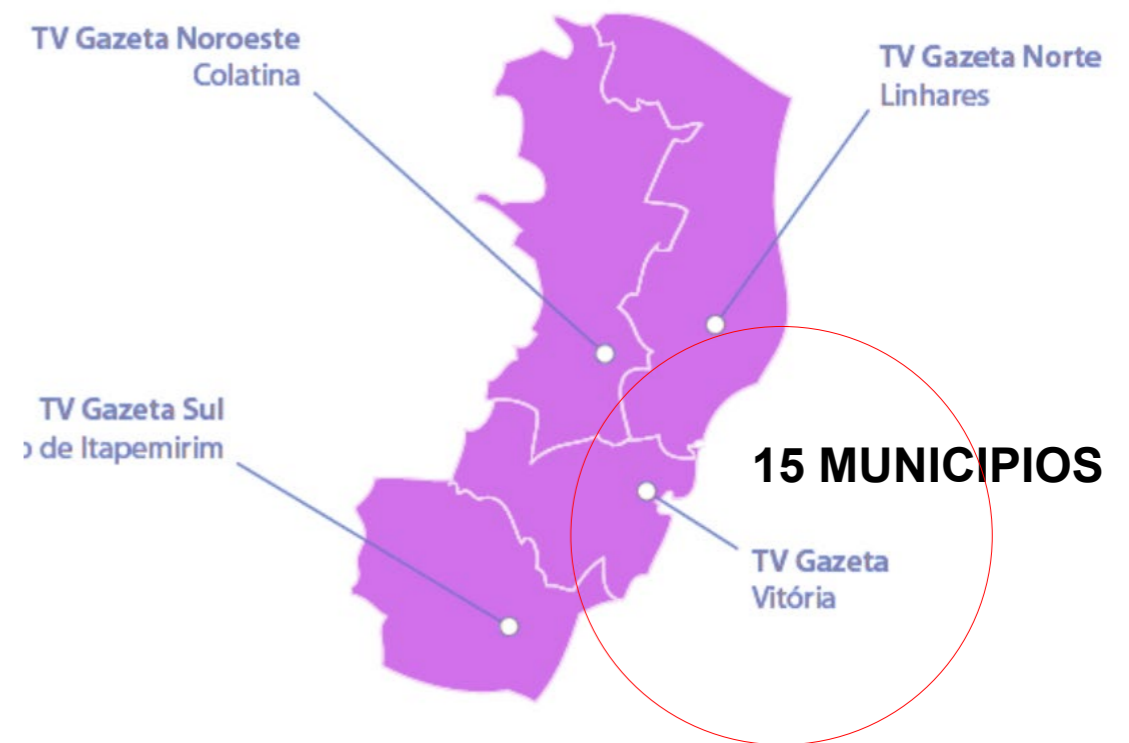 TV Gazeta Noroeste
Colatina
TV Gazeta Norte
Linhares
TV Gazeta Sul
o de Itapemirim
15 MUNICIPIOS
TV Gazeta
Vitória